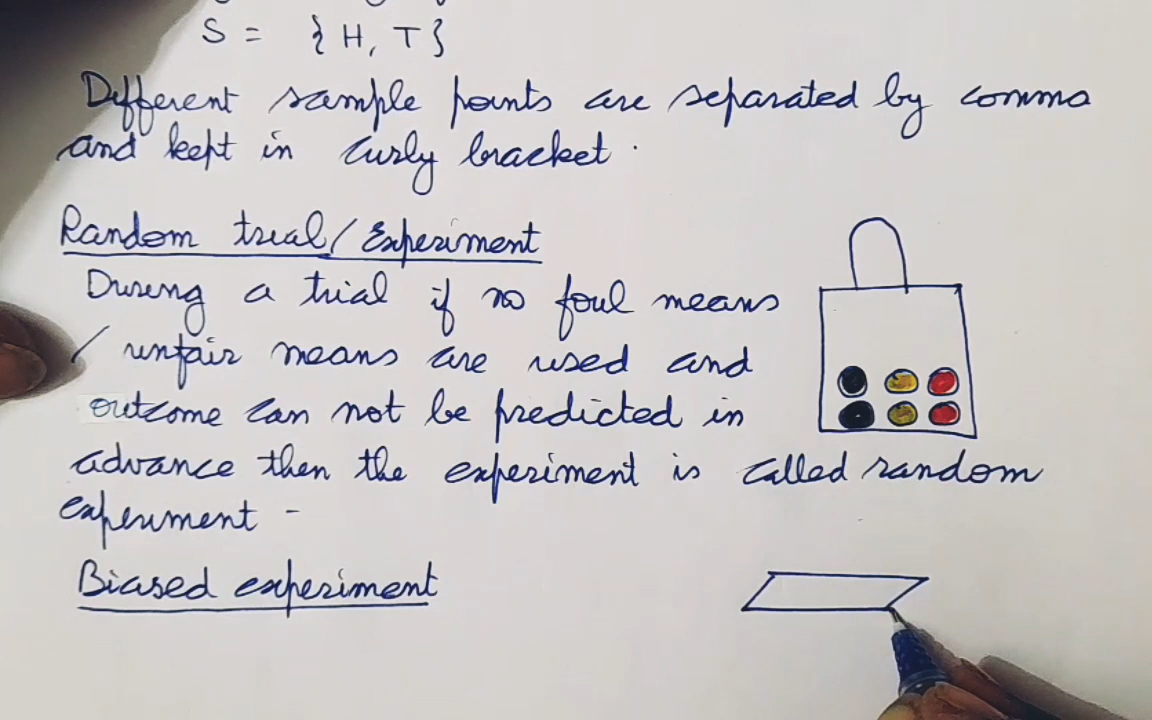 S = {H, T}
Different sample points are separated by comma
and kept in curly bracket.
Random trial/Experiment
During a trial if no foul means
/ unfair means are used and
outcome can not be predicted in
advance then the experiment is called random
experiment -
Biased experiment